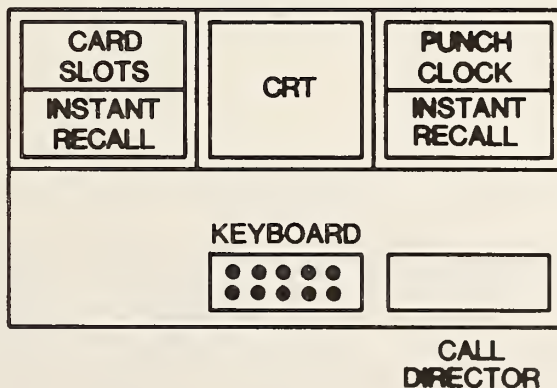 CARD
SLOTS
INSTANT
RECALL
CRT
PUNCH
CLOCK
INSTANT
RECALL
KEYBOARD
CALL
DIRECTOR